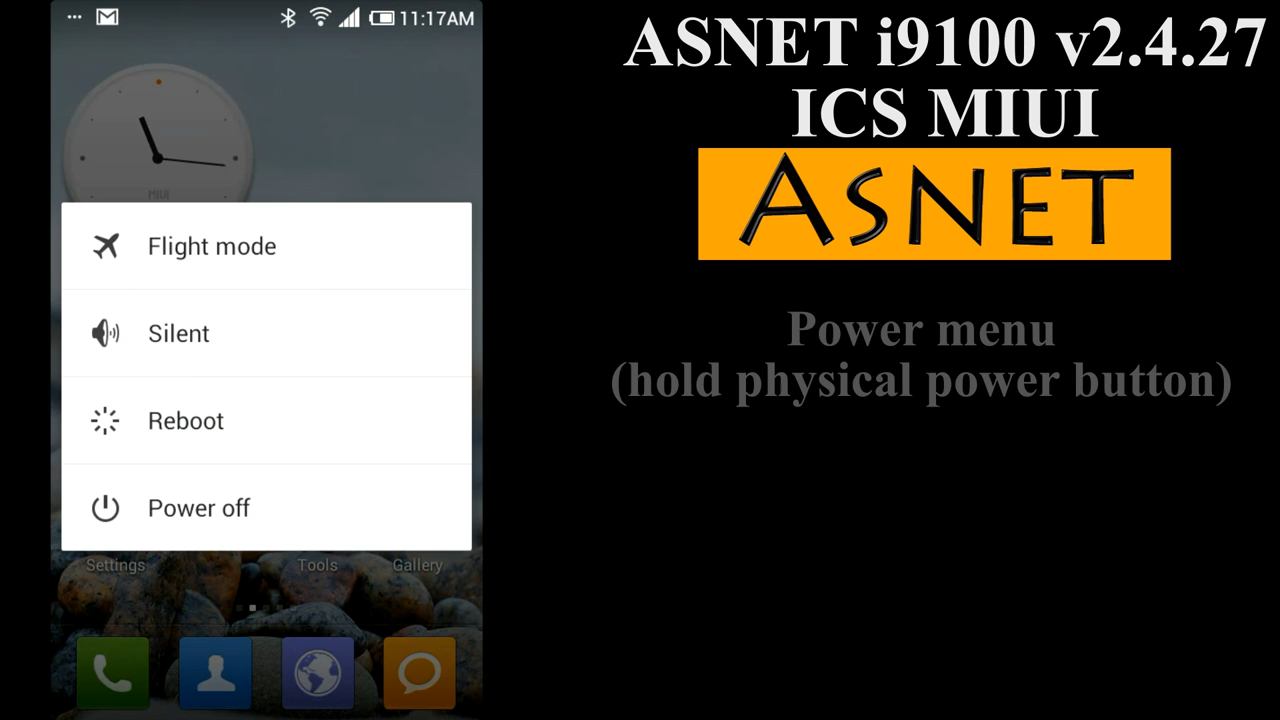 11:17AM
MIUI
Flight mode
Silent
Reboot
Power off
Settings
Tools
Gallery
ASNET i9100 v2.4.27
ICS MIUI
ASNET
Power menu
(hold physical power button)